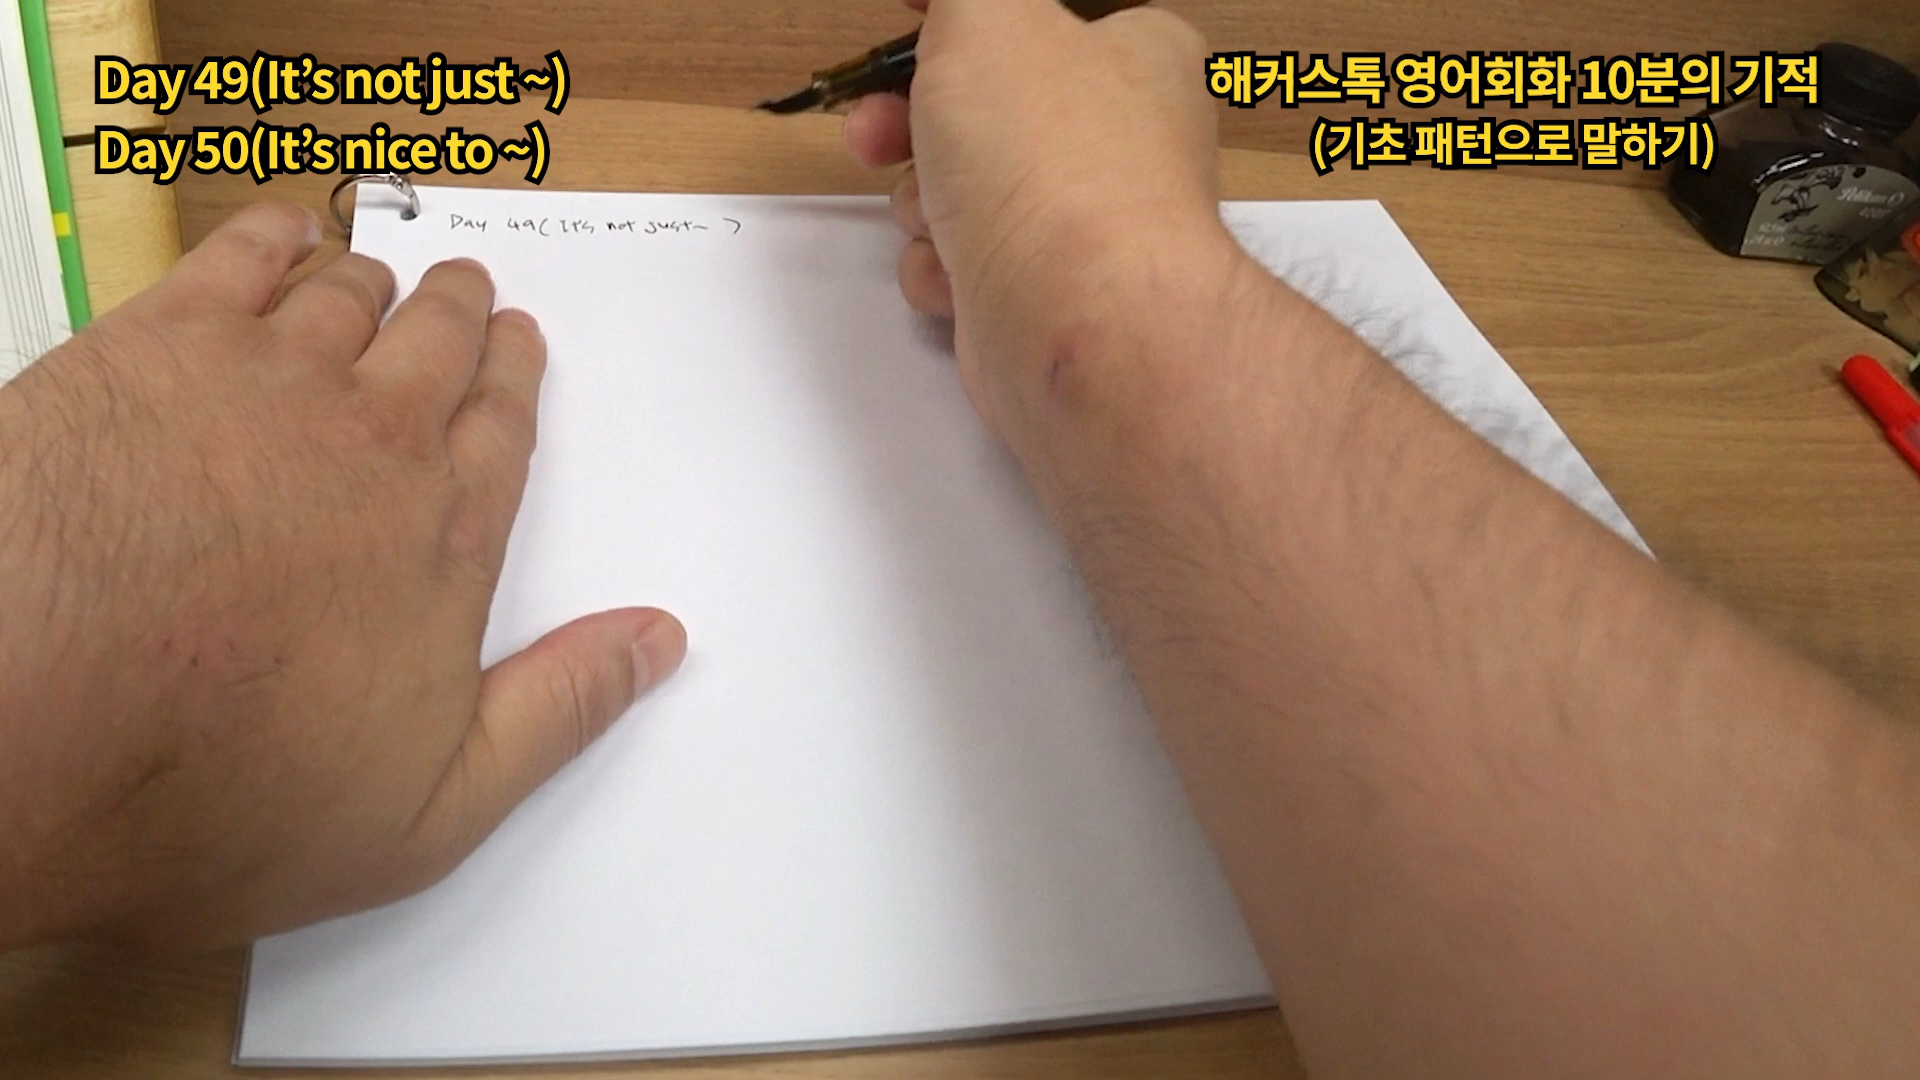 Day 49(It's not just ~)
Day 50(It's nice to ~)
해커스톡 영어회화 10분의 기적
(기초 패턴으로 말하기)
Day 49( It's not just~ )
Pelikan